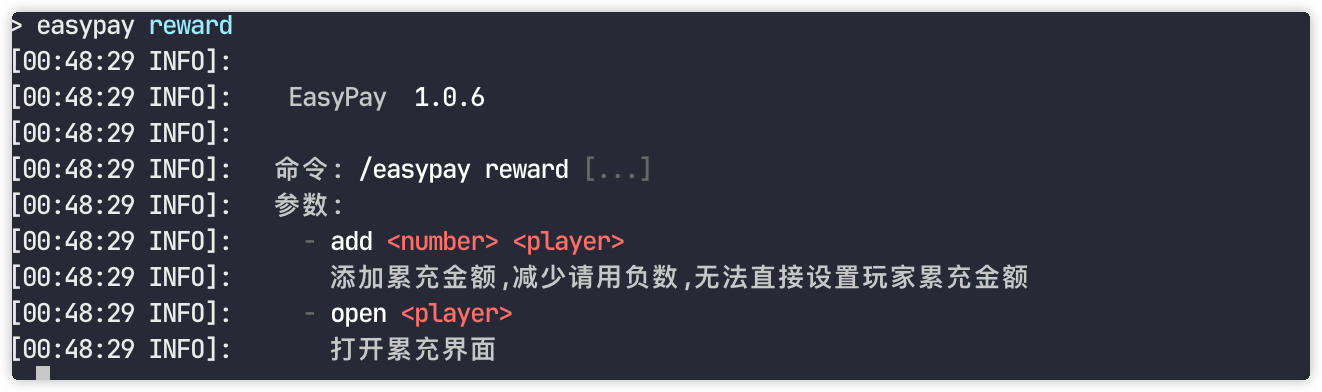 > easypay reward
[00:48:29 INFO]:
[00:48:29 INFO]:    EasyPay  1.0.6
[00:48:29 INFO]:
[00:48:29 INFO]:   命令: /easypay reward [...]
[00:48:29 INFO]:   参数:
[00:48:29 INFO]:     - add <number> <player>
[00:48:29 INFO]:       添加累充金额,减少请用负数,无法直接设置玩家累充金额
[00:48:29 INFO]:     - open <player>
[00:48:29 INFO]:       打开累充界面